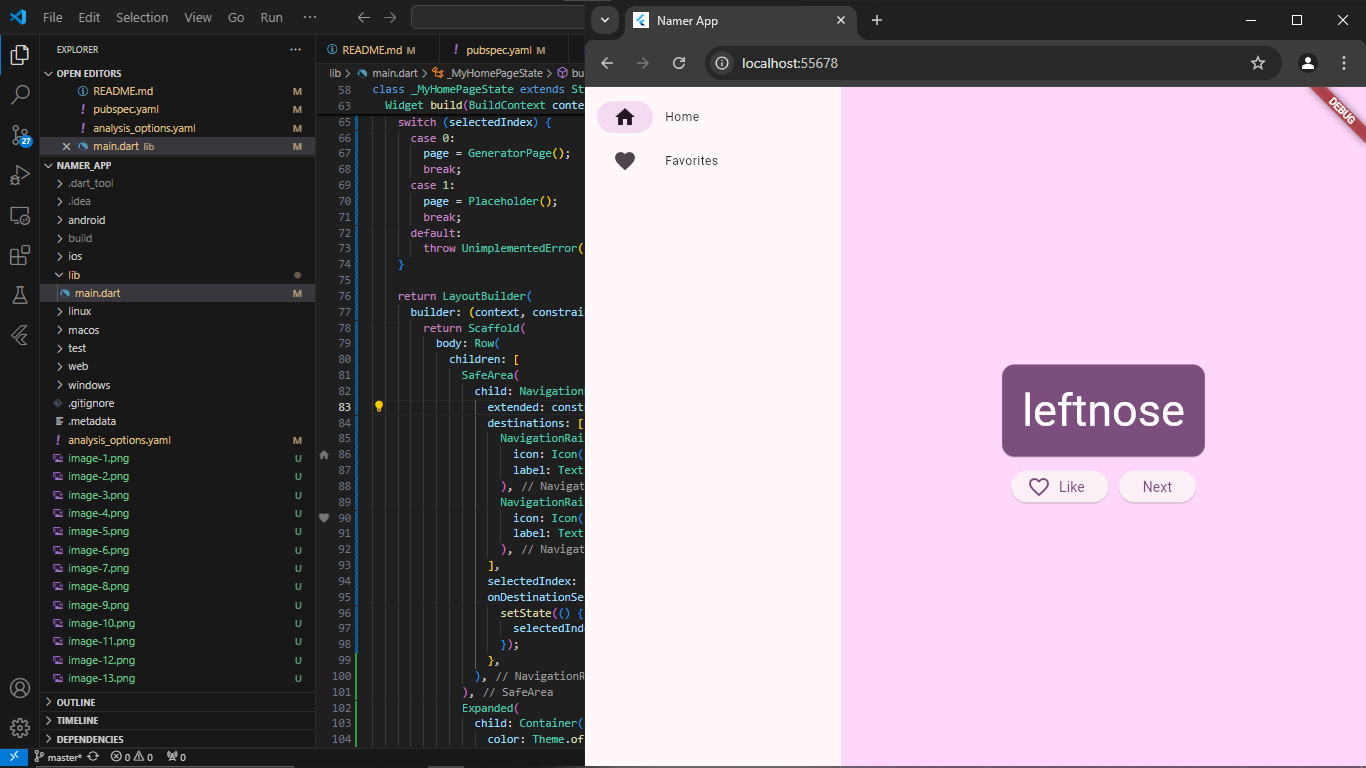 File Edit Selection View Go Run ···
EXPLORER
OPEN EDITORS
README.md M
pubspec.yaml M
analysis_options.yaml M
main.dart lib M
NAMER_APP
.dart_tool
.idea
android
build
ios
lib
main.dart M
linux
macos
test
web
windows
.gitignore
.metadata
analysis_options.yaml M
image-1.png U
image-2.png U
image-3.png U
image-4.png U
image-5.png U
image-6.png U
image-7.png U
image-8.png U
image-9.png U
image-10.png U
image-11.png U
image-12.png U
image-13.png U
OUTLINE
TIMELINE
DEPENDENCIES
27
master* 0 0 0
README.md M pubspec.yaml M
lib > main.dart > _MyHomePageState > bu
58 class _MyHomePageState extends St
63 Widget build(BuildContext conte
65 switch (selectedIndex) {
66 case 0:
67 page = GeneratorPage();
68 break;
69 case 1:
70 page = Placeholder();
71 break;
72 default:
73 throw UnimplementedError(
74 }
75
76 return LayoutBuilder(
77 builder: (context, constrai
78 return Scaffold(
79 body: Row(
80 children: [
81 SafeArea(
82 child: Navigation
83 extended: const
84 destinations: [
85 NavigationRai
86 icon: Icon(
87 label: Text
88 ), // Navigat
89 NavigationRai
90 icon: Icon(
91 label: Text
92 ), // Navigat
93 ],
94 selectedIndex: s
95 onDestinationSe
96 setState(() {
97 selectedInde
98 });
99 },
100 ), // NavigationR
101 ), // SafeArea
102 Expanded(
103 child: Container(
104 color: Theme.of
Namer App
localhost:55678
DEBUG
Home
Favorites
leftnose
Like Next